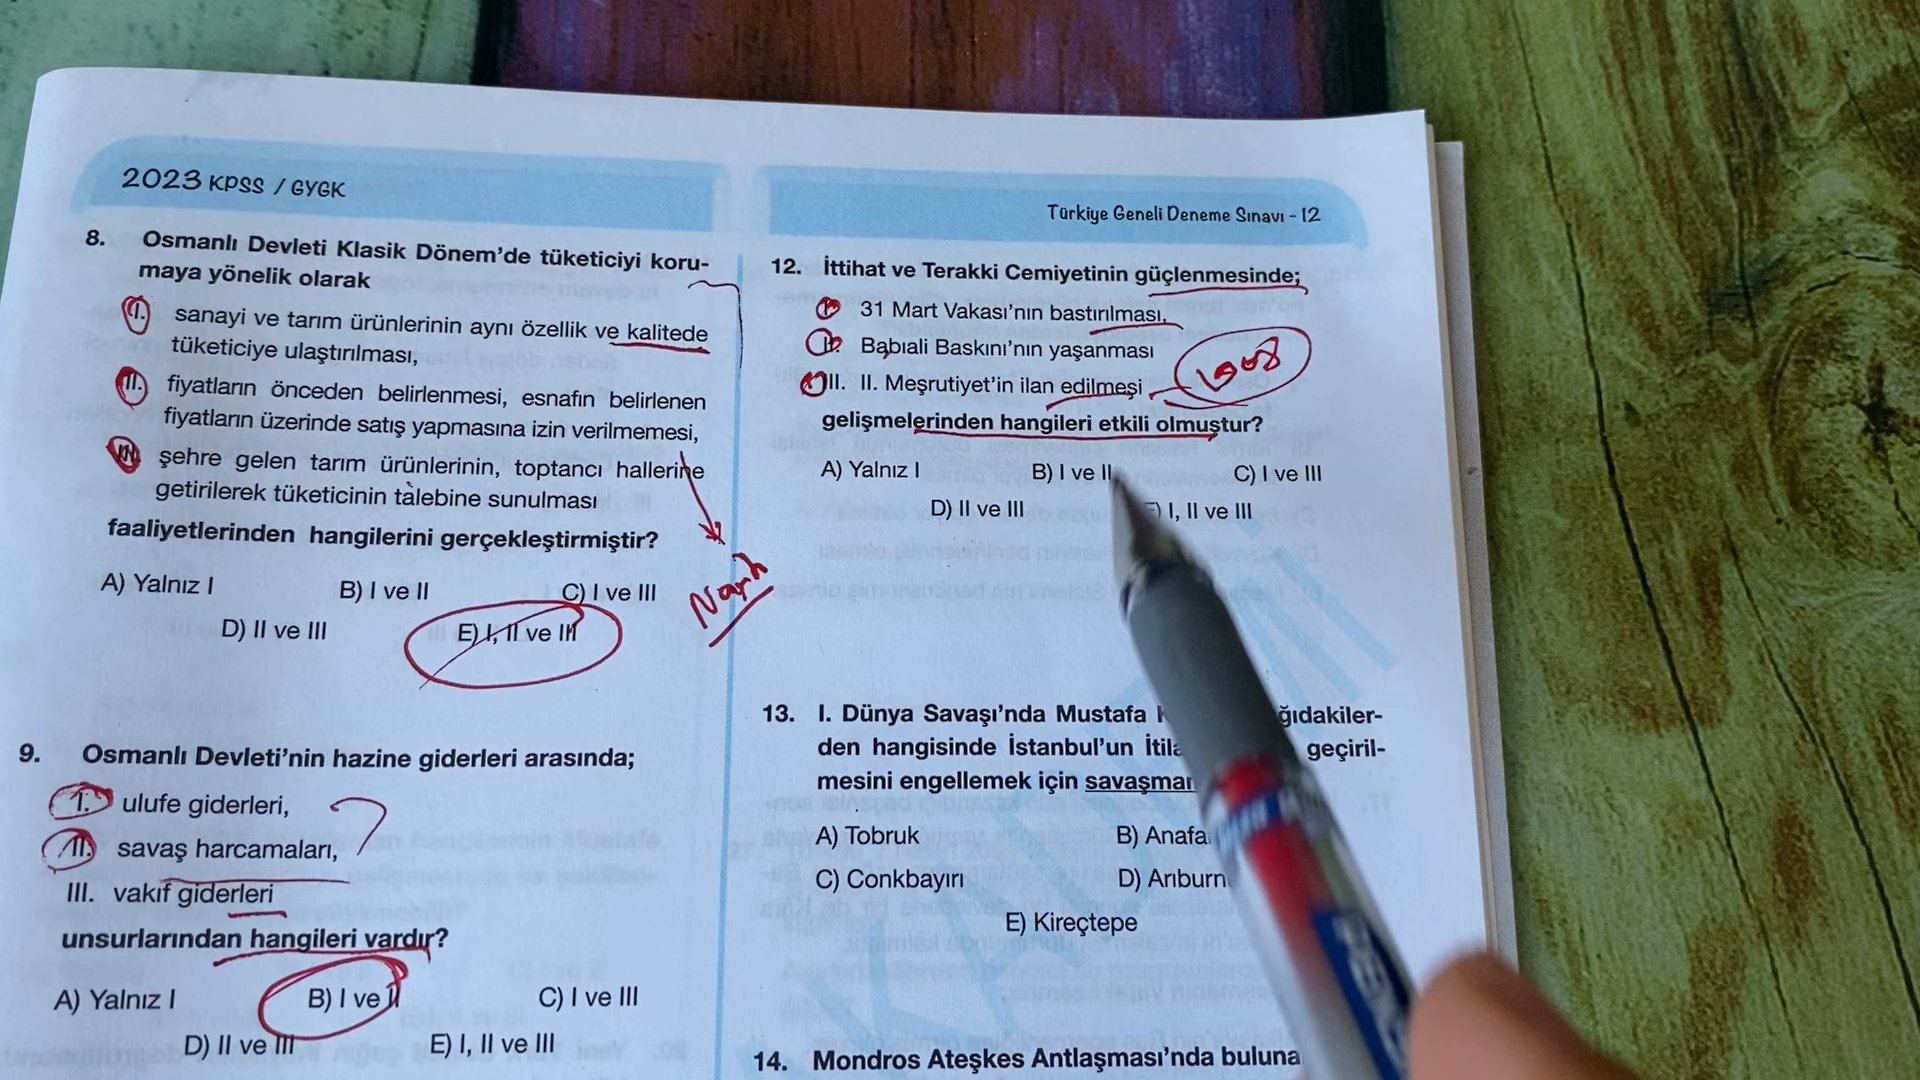 2023 KPSS / GYGK
8. Osmanlı Devleti Klasik Dönem'de tüketiciyi koru-
maya yönelik olarak
I. sanayi ve tarım ürünlerinin aynı özellik ve kalitede
tüketiciye ulaştırılması,
II. fiyatların önceden belirlenmesi, esnafın belirlenen
fiyatların üzerinde satış yapmasına izin verilmemesi,
III. şehre gelen tarım ürünlerinin, toptancı hallerine
getirilerek tüketicinin talebine sunulması
faaliyetlerinden hangilerini gerçekleştirmiştir?
A) Yalnız I B) I ve II C) I ve III
D) II ve III E) I, II ve III
Narh
9. Osmanlı Devleti'nin hazine giderleri arasında;
I. ulufe giderleri,
II. savaş harcamaları,
III. vakıf giderleri
unsurlarından hangileri vardır?
A) Yalnız I B) I ve II C) I ve III
D) II ve III E) I, II ve III
Türkiye Geneli Deneme Sınavı - 12
12. İttihat ve Terakki Cemiyetinin güçlenmesinde;
31 Mart Vakası'nın bastırılması,
II. Babıali Baskını'nın yaşanması
III. II. Meşrutiyet'in ilan edilmesi
1908
gelişmelerinden hangileri etkili olmuştur?
A) Yalnız I B) I ve II C) I ve III
D) II ve III E) I, II ve III
13. I. Dünya Savaşı'nda Mustafa ğıdakiler-
den hangisinde İstanbul'un geçiril-
mesini engellemek için
A) Tobruk B) Anafa
C) Conkbayırı D) Arıburn
E) Kireçtepe
14. Mondros Ateşkes Antlaşması'nda buluna